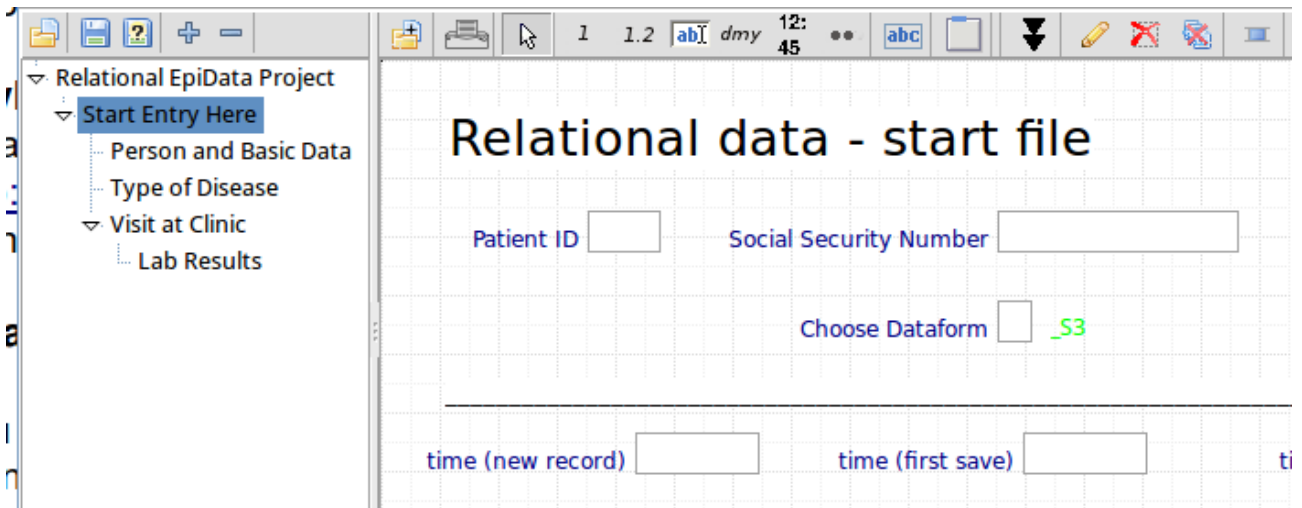 1 1.2 ab dmy 12:45 abc
Relational EpiData Project
Start Entry Here
Person and Basic Data
Type of Disease
Visit at Clinic
Lab Results
Relational data - start file
Patient ID Social Security Number
Choose Dataform _S3
time (new record) time (first save) ti